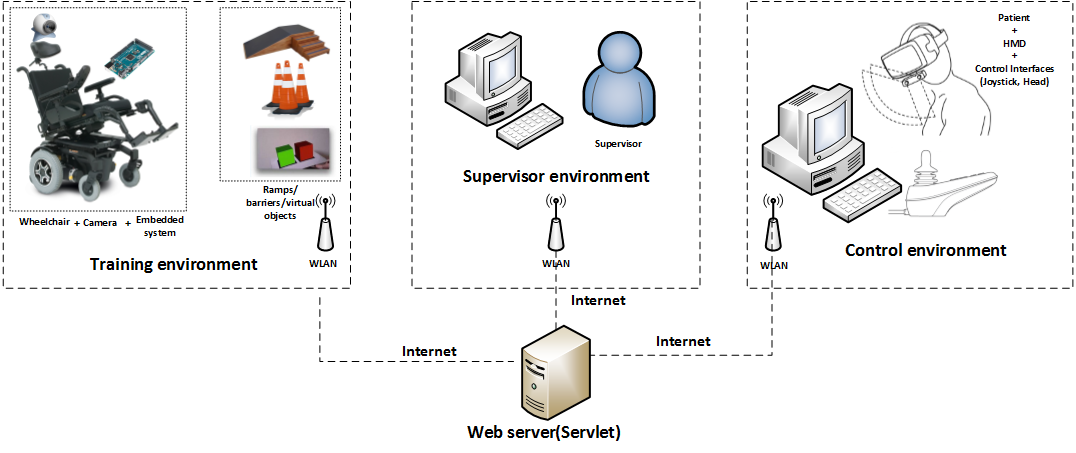 Wheelchair + Camera + Embedded
system
Ramps/
barriers/virtual
objects
WLAN
Training environment
Supervisor
Supervisor environment
WLAN
Patient
+
HMD
+
Control Interfaces
(Joystick, Head)
WLAN
Control environment
Internet
Internet
Internet
Web server(Servlet)